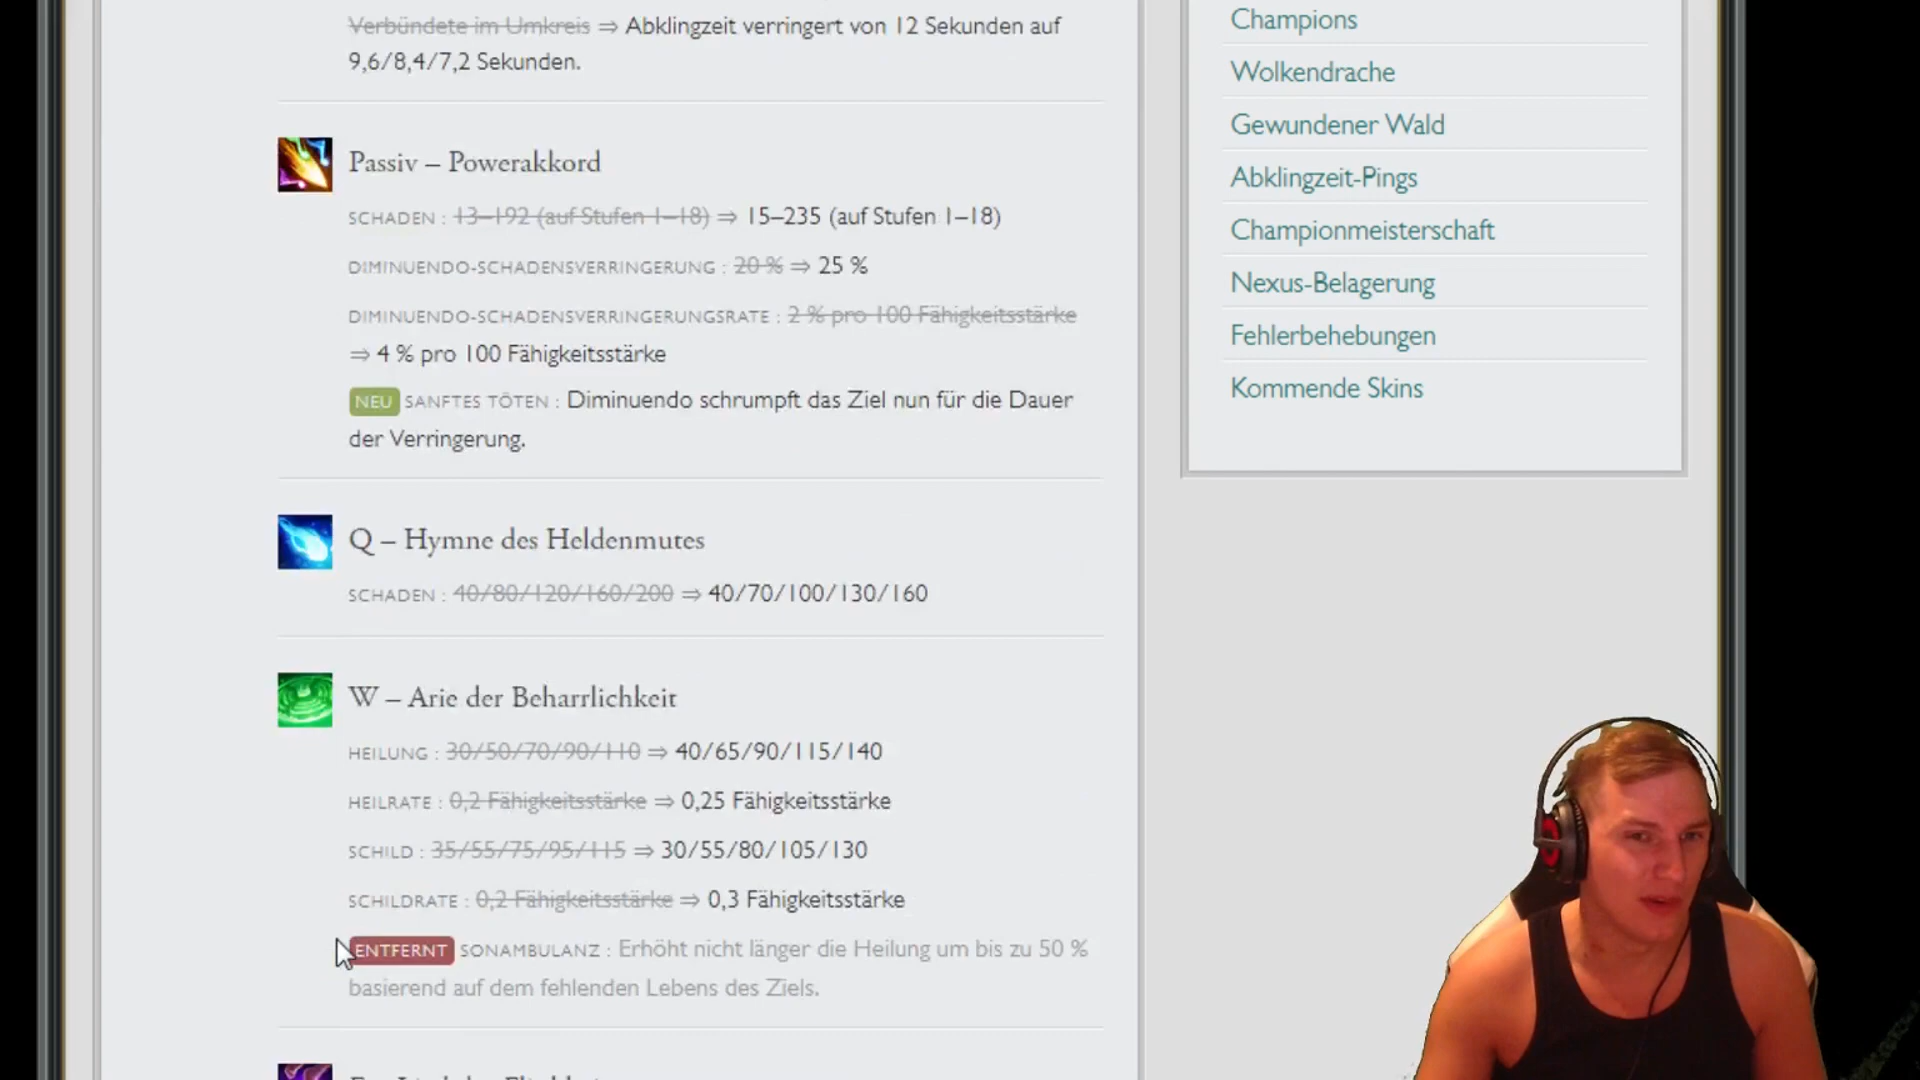 Verbündete im Umkreis ⇒ Abklingzeit verringert von 12 Sekunden auf
9,6/8,4/7,2 Sekunden.
Passiv – Powerakkord
SCHADEN : 13–192 (auf Stufen 1–18) ⇒ 15–235 (auf Stufen 1–18)
DIMINUENDO-SCHADENSVERRINGERUNG : 20 % ⇒ 25 %
DIMINUENDO-SCHADENSVERRINGERUNGSRATE : 2 % pro 100 Fähigkeitsstärke
⇒ 4 % pro 100 Fähigkeitsstärke
NEU SANFTES TÖTEN : Diminuendo schrumpft das Ziel nun für die Dauer
der Verringerung.
Q – Hymne des Heldenmutes
SCHADEN : 40/80/120/160/200 ⇒ 40/70/100/130/160
W – Arie der Beharrlichkeit
HEILUNG : 30/50/70/90/110 ⇒ 40/65/90/115/140
HEILRATE : 0,2 Fähigkeitsstärke ⇒ 0,25 Fähigkeitsstärke
SCHILD : 35/55/75/95/115 ⇒ 30/55/80/105/130
SCHILDRATE : 0,2 Fähigkeitsstärke ⇒ 0,3 Fähigkeitsstärke
ENTFERNT SONAMBULANZ : Erhöht nicht länger die Heilung um bis zu 50 %
basierend auf dem fehlenden Lebens des Ziels.
Champions
Wolkendrache
Gewundener Wald
Abklingzeit-Pings
Championmeisterschaft
Nexus-Belagerung
Fehlerbehebungen
Kommende Skins